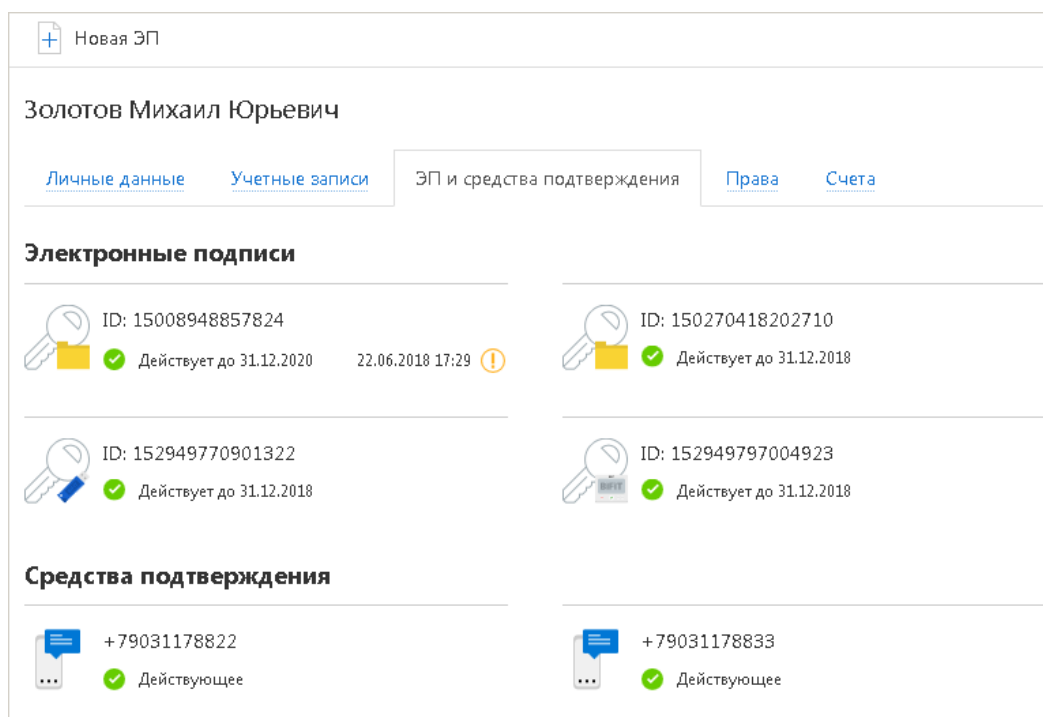 Новая ЭП
Золотов Михаил Юрьевич
Личные данные Учетные записи ЭП и средства подтверждения Права Счета
Электронные подписи
ID: 15008948857824
Действует до 31.12.2020 22.06.2018 17:29
ID: 150270418202710
Действует до 31.12.2018
ID: 152949770901322
Действует до 31.12.2018
ID: 152949797004923
BIFIT
Действует до 31.12.2018
Средства подтверждения
+79031178822
Действующее
+79031178833
Действующее